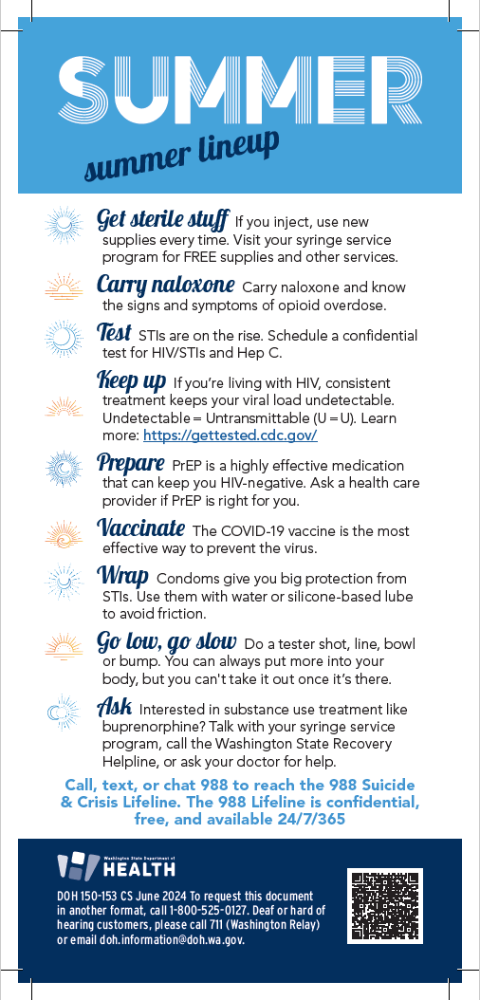 SUMMER
summer lineup
Get sterile stuff If you inject, use new
supplies every time. Visit your syringe service
program for FREE supplies and other services.
Carry naloxone Carry naloxone and know
the signs and symptoms of opioid overdose.
Test STIs are on the rise. Schedule a confidential
test for HIV/STIs and Hep C.
Keep up If you’re living with HIV, consistent
treatment keeps your viral load undetectable.
Undetectable = Untransmittable (U = U). Learn
more: https://gettested.cdc.gov/
Prepare PrEP is a highly effective medication
that can keep you HIV-negative. Ask a health care
provider if PrEP is right for you.
Vaccinate The COVID-19 vaccine is the most
effective way to prevent the virus.
Wrap Condoms give you big protection from
STIs. Use them with water or silicone-based lube
to avoid friction.
Go low, go slow Do a tester shot, line, bowl
or bump. You can always put more into your
body, but you can't take it out once it’s there.
Ask Interested in substance use treatment like
buprenorphine? Talk with your syringe service
program, call the Washington State Recovery
Helpline, or ask your doctor for help.
Call, text, or chat 988 to reach the 988 Suicide
& Crisis Lifeline. The 988 Lifeline is confidential,
free, and available 24/7/365
Washington State Department of
HEALTH
DOH 150-153 CS June 2024 To request this document
in another format, call 1-800-525-0127. Deaf or hard of
hearing customers, please call 711 (Washington Relay)
or email doh.information@doh.wa.gov.